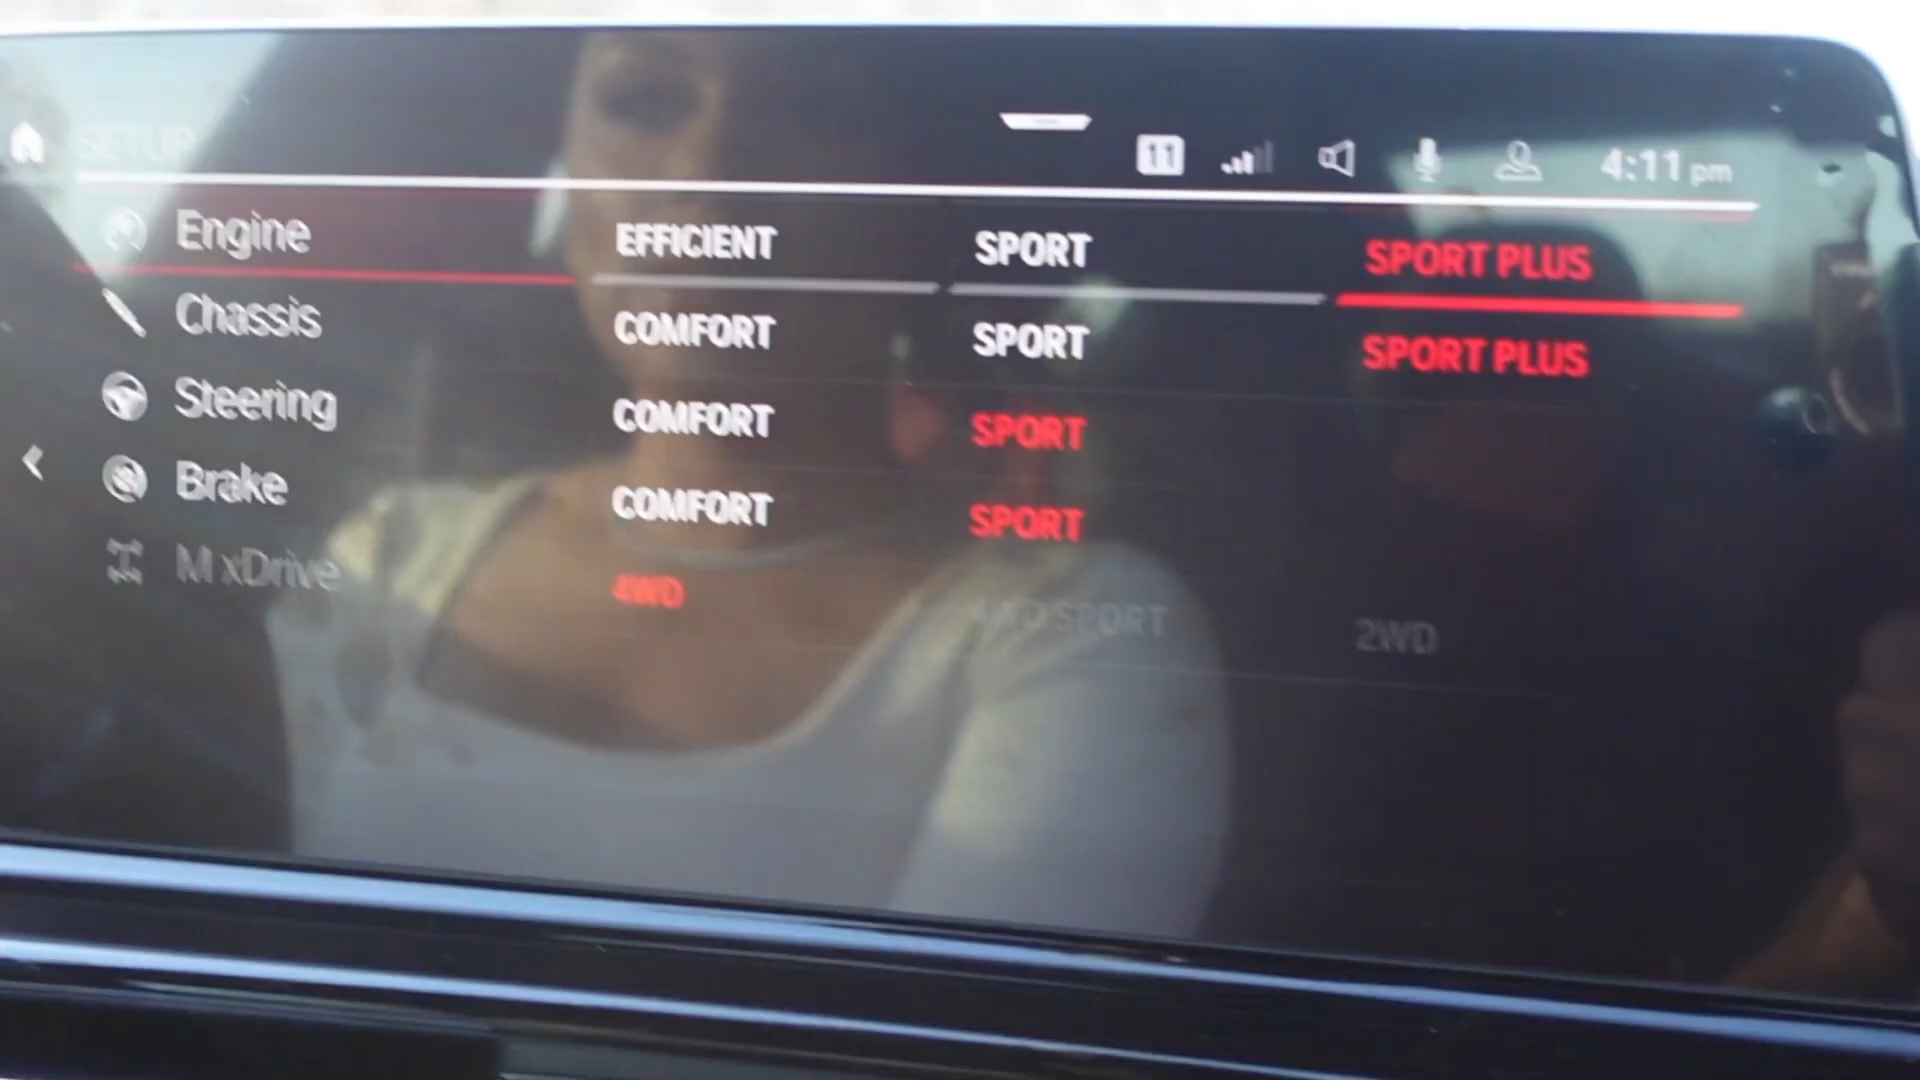 SETUP
11 4:11 pm
Engine EFFICIENT SPORT SPORT PLUS
Chassis COMFORT SPORT SPORT PLUS
Steering COMFORT SPORT
Brake COMFORT SPORT
M xDrive 4WD 4WD SPORT 2WD